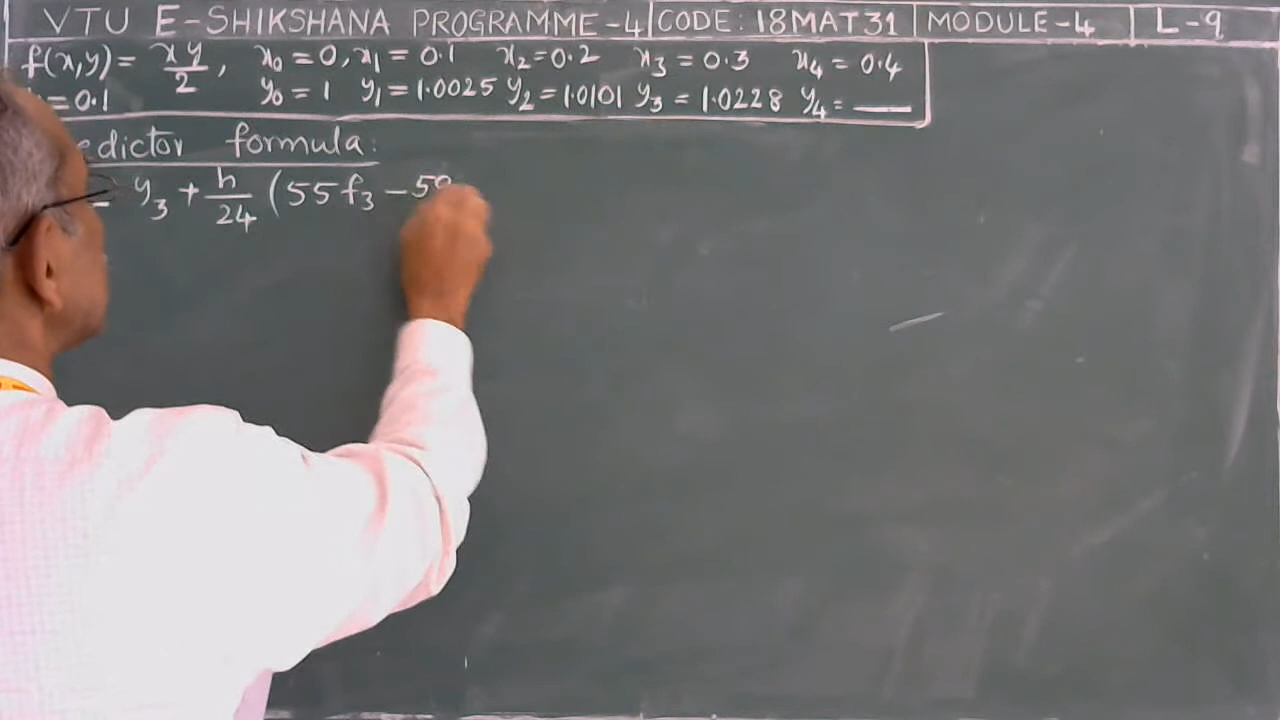 VTU E-SHIKSHANA PROGRAMME-4 CODE: 18MAT31 MODULE-4 L-9
f(x,y) = xy/2, x₀ = 0, x₁ = 0.1 x₂ = 0.2 x₃ = 0.3 x₄ = 0.4
= 0.1 y₀ = 1 y₁ = 1.0025 y₂ = 1.0101 y₃ = 1.0228 y₄ = __
edictor formula:
y₃ + h/24 (55f₃ - 5